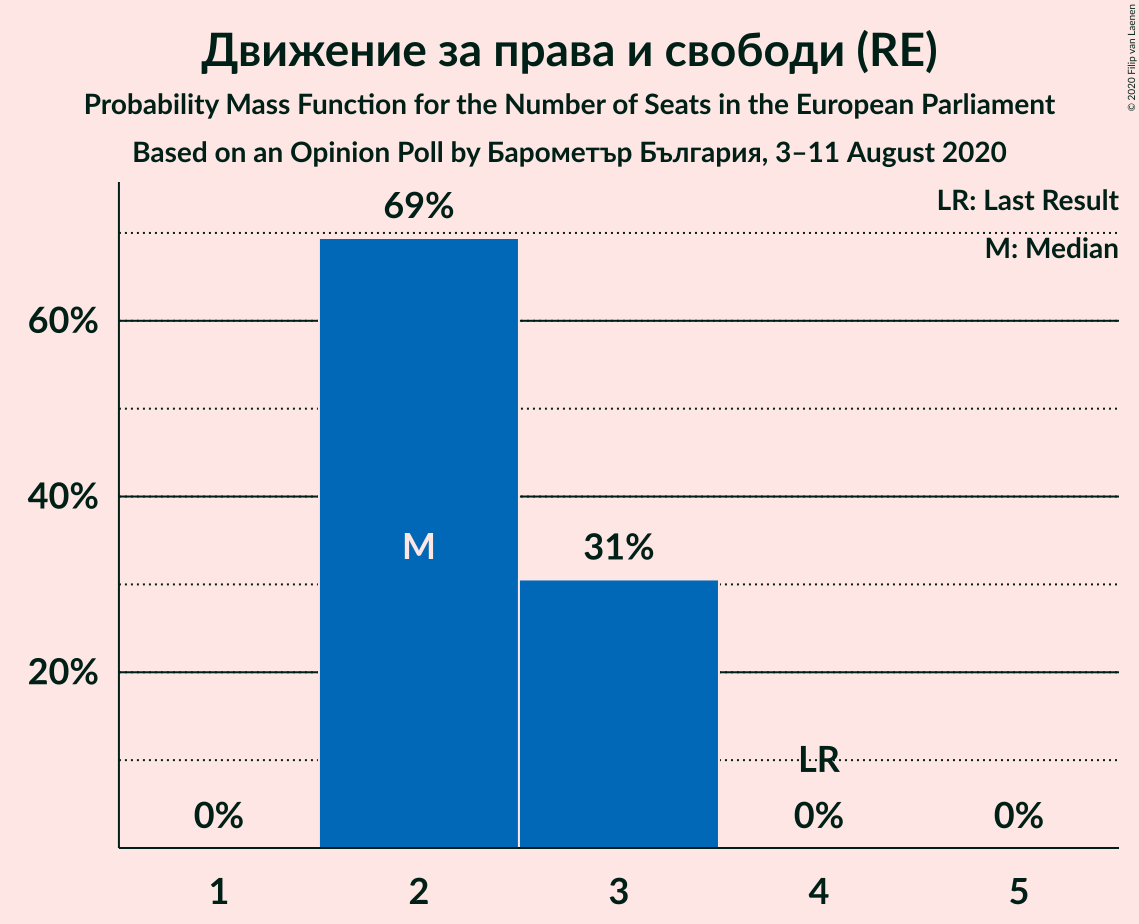 Движение за права и свободи (RE)
Probability Mass Function for the Number of Seats in the European Parliament
Based on an Opinion Poll by Барометър България, 3–11 August 2020
© 2020 Filip van Laenen
LR: Last Result
M: Median
69%
60%
40%
20%
M
31%
LR
0%
0%
0%
1
2
3
4
5